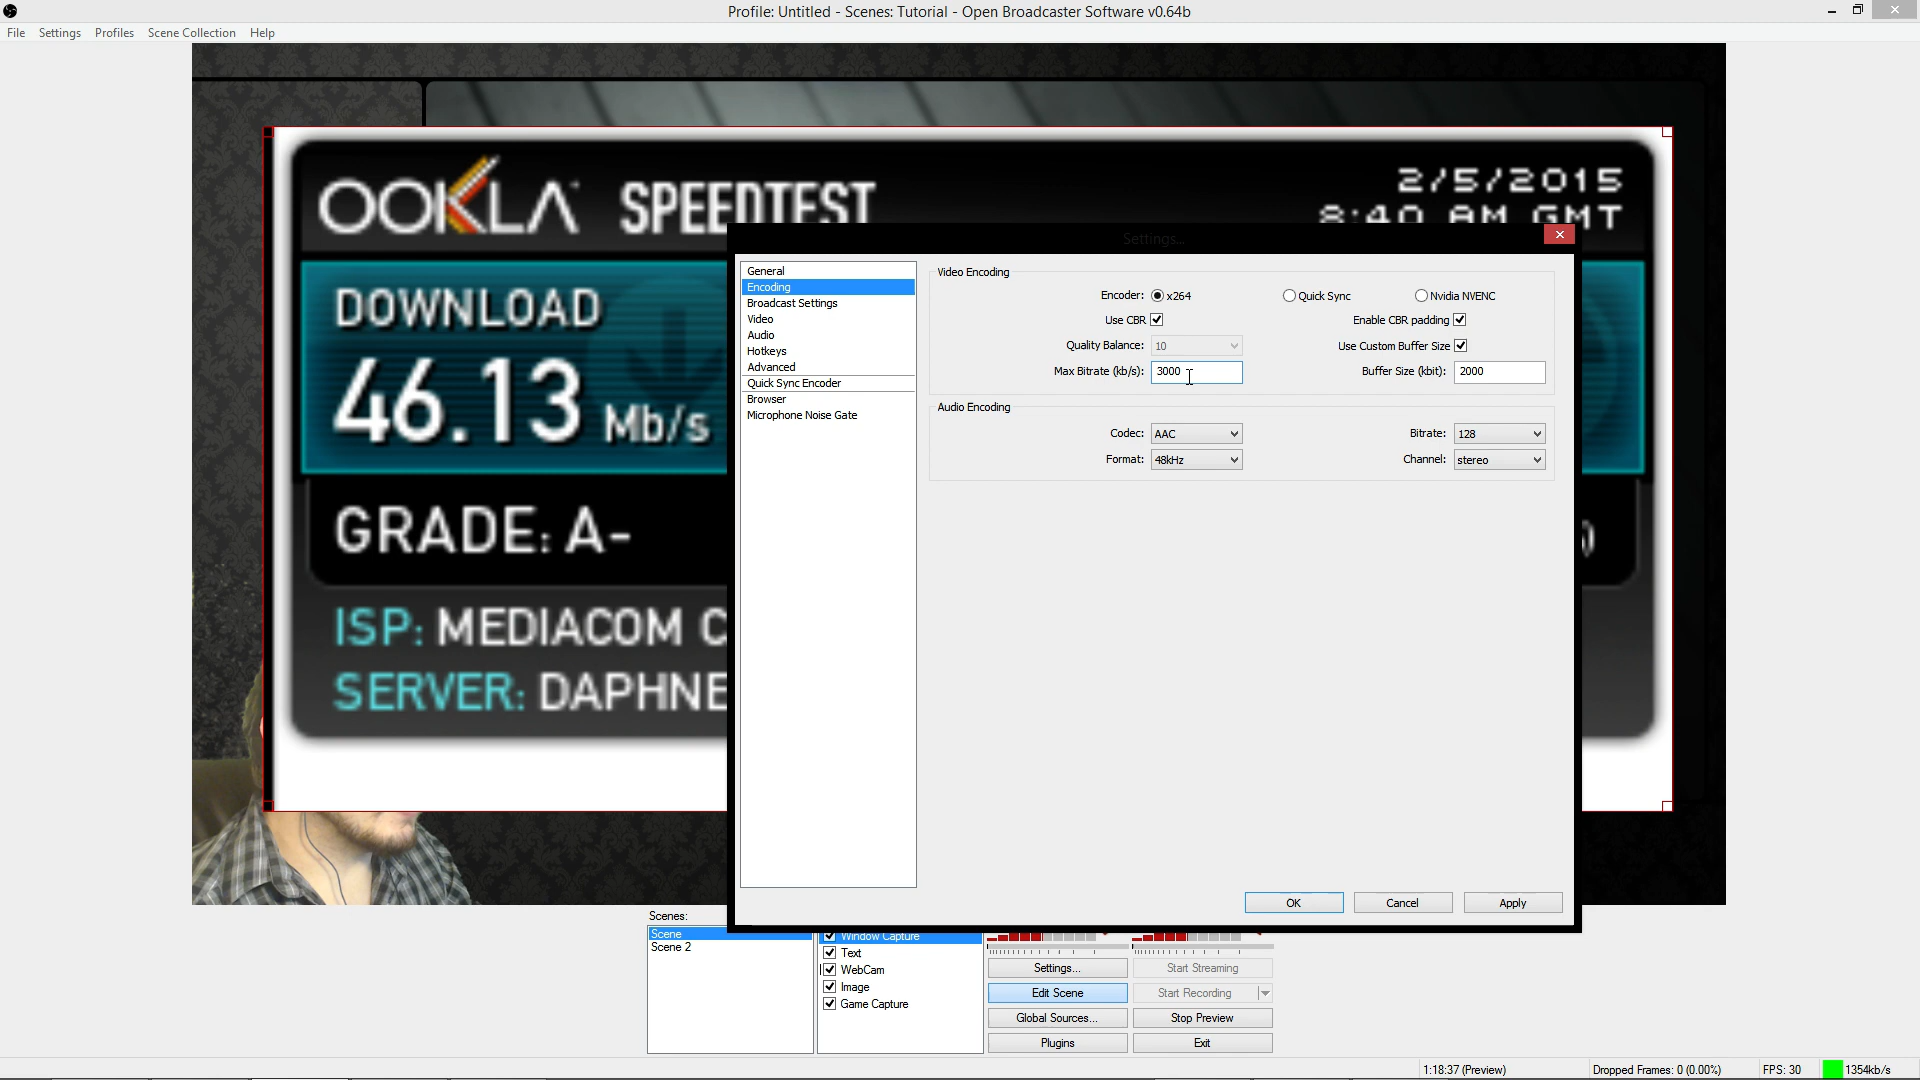 Profile: Untitled - Scenes: Tutorial - Open Broadcaster Software v0.64b
File Settings Profiles Scene Collection Help
OOKLA SPEEDTEST
2/5/2015
8:40 AM GMT
DOWNLOAD
46.13 Mb/s
GRADE: A-
ISP: MEDIACOM C
SERVER: DAPHNE
Settings...
General
Encoding
Broadcast Settings
Video
Audio
Hotkeys
Advanced
Quick Sync Encoder
Browser
Microphone Noise Gate
Video Encoding
Encoder: x264 Quick Sync Nvidia NVENC
Use CBR Enable CBR padding
Quality Balance: 10 Use Custom Buffer Size
Max Bitrate (kb/s): 3000 Buffer Size (kbit): 2000
Audio Encoding
Codec: AAC Bitrate: 128
Format: 48kHz Channel: stereo
OK Cancel Apply
Scenes:
Scene
Scene 2
Window Capture
Text
WebCam
Image
Game Capture
Settings... Start Streaming
Edit Scene Start Recording
Global Sources... Stop Preview
Plugins Exit
1:18:37 (Preview) Dropped Frames: 0 (0.00%) FPS: 30 1354kb/s